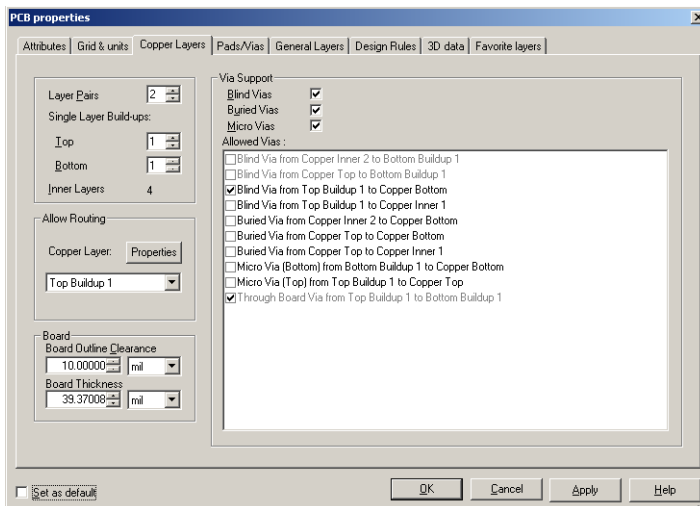 PCB properties
Attributes
Grid & units
Copper Layers
Pads/Vias
General Layers
Design Rules
3D data
Favorite layers
Layer Pairs
2
Single Layer Build-ups:
Top
1
Bottom
1
Inner Layers
4
Allow Routing
Copper Layer:
Properties
Top Buildup 1
Board
Board Outline Clearance
10.00000
mil
Board Thickness
39.37008
mil
Via Support
Blind Vias
Buried Vias
Micro Vias
Allowed Vias :
Blind Via from Copper Inner 2 to Bottom Buildup 1
Blind Via from Copper Top to Bottom Buildup 1
Blind Via from Top Buildup 1 to Copper Bottom
Blind Via from Top Buildup 1 to Copper Inner 1
Buried Via from Copper Inner 2 to Copper Bottom
Buried Via from Copper Top to Copper Bottom
Buried Via from Copper Top to Copper Inner 1
Micro Via (Bottom) from Bottom Buildup 1 to Copper Bottom
Micro Via (Top) from Top Buildup 1 to Copper Top
Through Board Via from Top Buildup 1 to Bottom Buildup 1
Set as default
OK
Cancel
Apply
Help